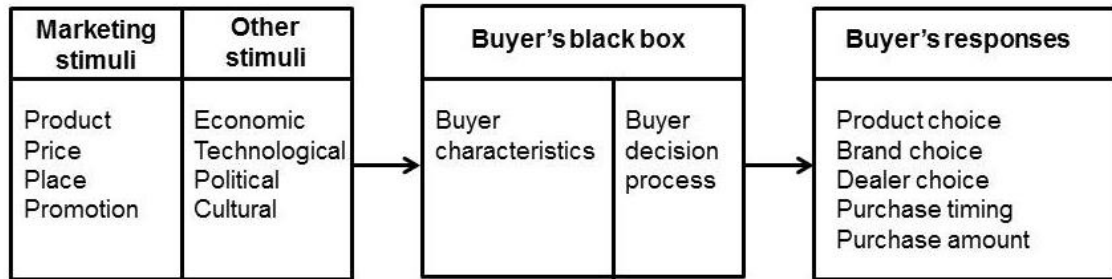 Marketing
stimuli
Other
stimuli
Buyer's black box
Buyer's responses
Product
Price
Place
Promotion
Economic
Technological
Political
Cultural
Buyer
characteristics
Buyer
decision
process
Product choice
Brand choice
Dealer choice
Purchase timing
Purchase amount